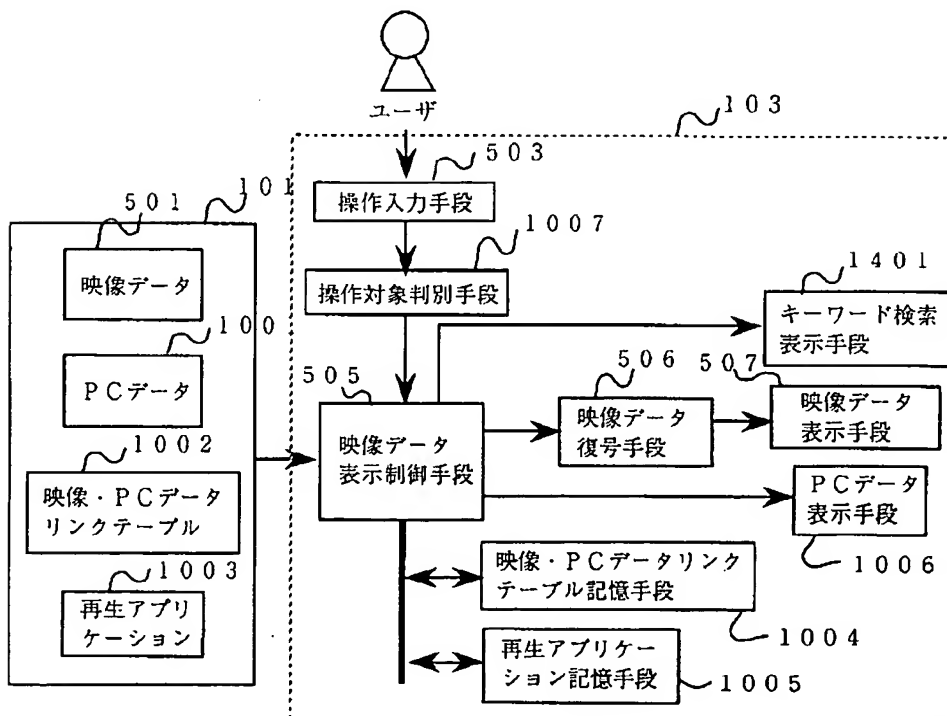 ユーザ
103
503
操作入力手段
101
501
映像データ
1007
操作対象判別手段
1401
キーワード検索
表示手段
100
PCデータ
505
映像データ
表示制御手段
506
映像データ
復号手段
507
映像データ
表示手段
1002
映像・PCデータ
リンクテーブル
PCデータ
表示手段
1006
1003
再生アプリ
ケーション
映像・PCデータリンク
テーブル記憶手段
1004
再生アプリケー
ション記憶手段
1005